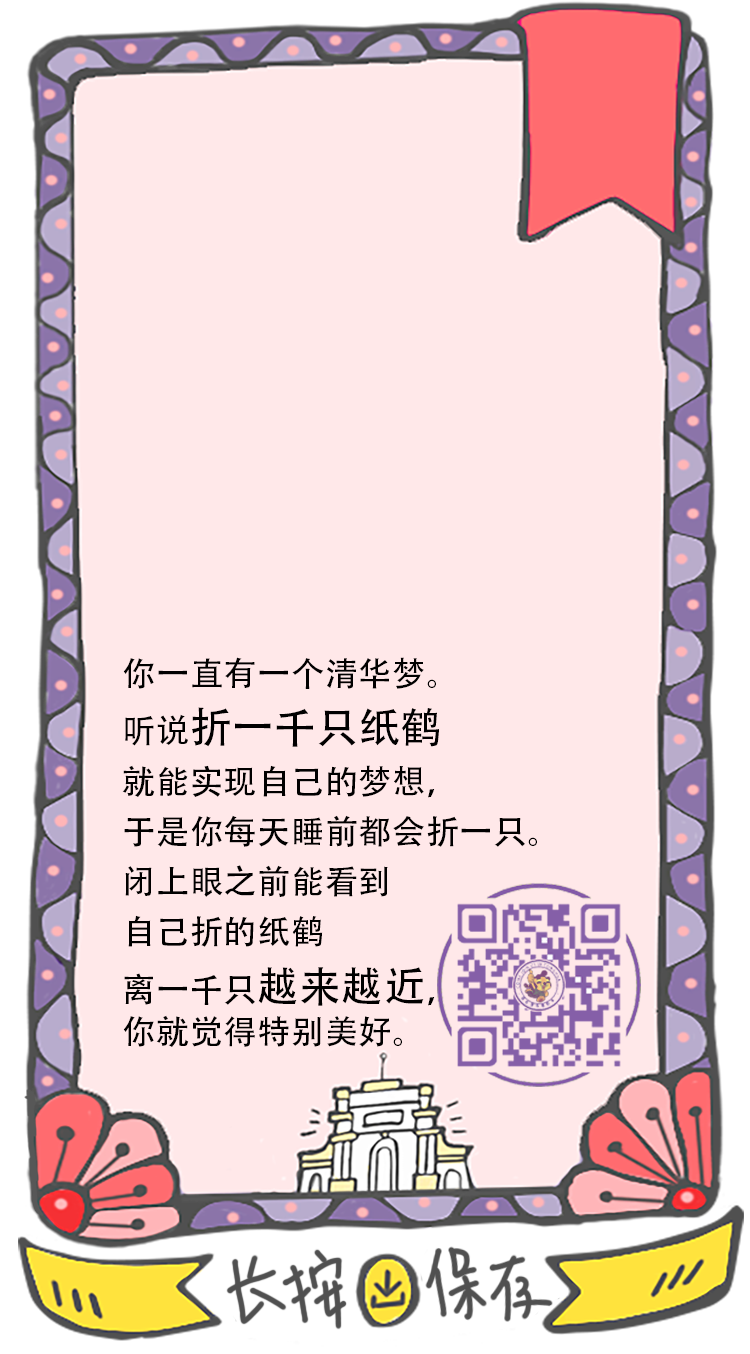 你一直有一个清华梦。
听说折一千只纸鹤
就能实现自己的梦想,
于是你每天睡前都会折一只。
闭上眼之前能看到
自己折的纸鹤
离一千只越来越近,
你就觉得特别美好。
长按保存